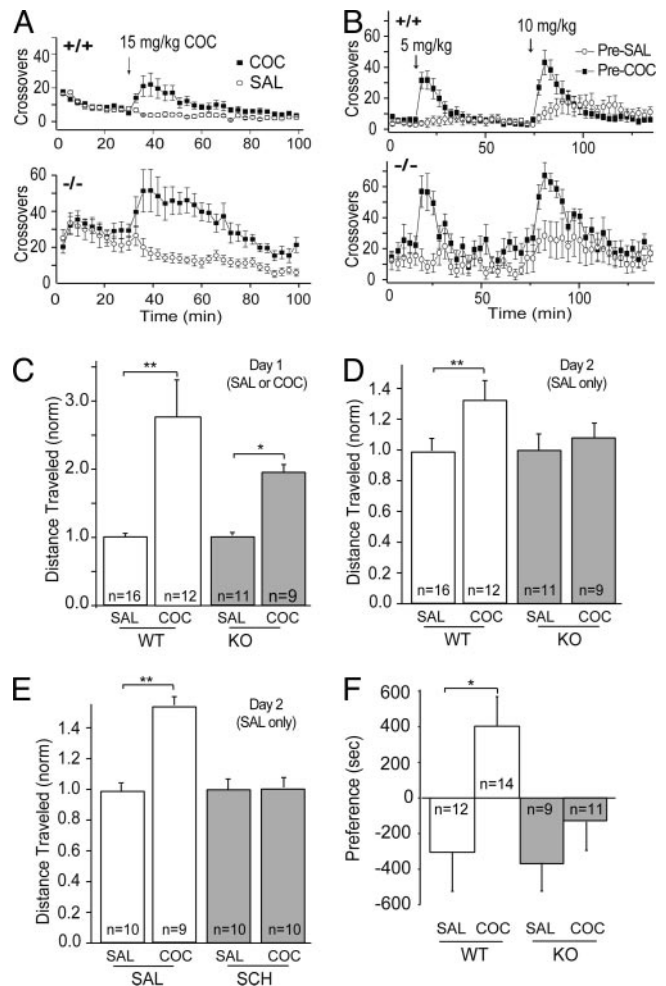 A
+/+
15 mg/kg COC
COC
SAL
Crossovers
40
20
0
0 20 40 60 80 100
-/-
Crossovers
60
40
20
0
0 20 40 60 80 100
Time (min)
B
+/+
5 mg/kg
10 mg/kg
Pre-SAL
Pre-COC
Crossovers
60
40
20
0
0 50 100
-/-
Crossovers
60
40
20
0
0 50 100
Time (min)
C
Day 1
(SAL or COC)
Distance Traveled (norm)
3.0
2.0
1.0
0.0
**
*
n=16 n=12 n=11 n=9
SAL COC SAL COC
WT KO
D
Day 2
(SAL only)
Distance Traveled (norm)
1.4
1.2
1.0
0.8
0.6
0.4
0.2
0.0
**
n=16 n=12 n=11 n=9
SAL COC SAL COC
WT KO
E
Day 2
(SAL only)
Distance Traveled (norm)
1.4
1.2
1.0
0.8
0.6
0.4
0.2
0.0
**
n=10 n=9 n=10 n=10
SAL COC SAL COC
SAL SCH
F
Preference (sec)
600
400
200
0
-200
-400
-600
*
n=12 n=14 n=9 n=11
SAL COC SAL COC
WT KO